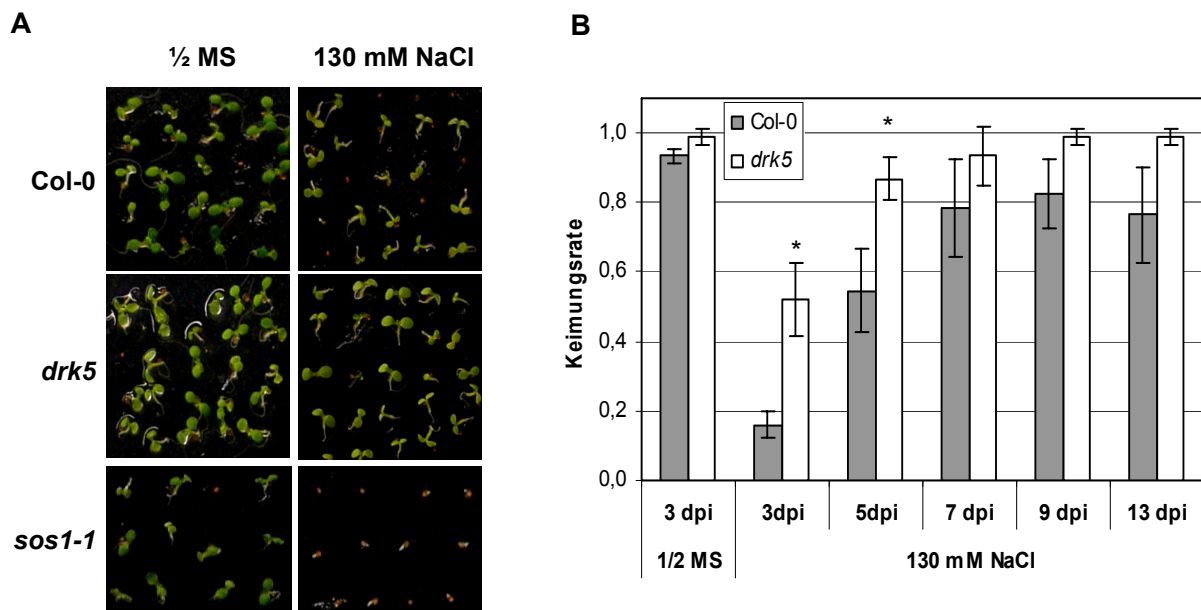 A
½ MS 130 mM NaCl
Col-0
drk5
sos1-1
B
Keimungsrate
1,0
0,8
0,6
0,4
0,2
0,0
Col-0
drk5
*
*
3 dpi 3dpi 5dpi 7 dpi 9 dpi 13 dpi
1/2 MS 130 mM NaCl